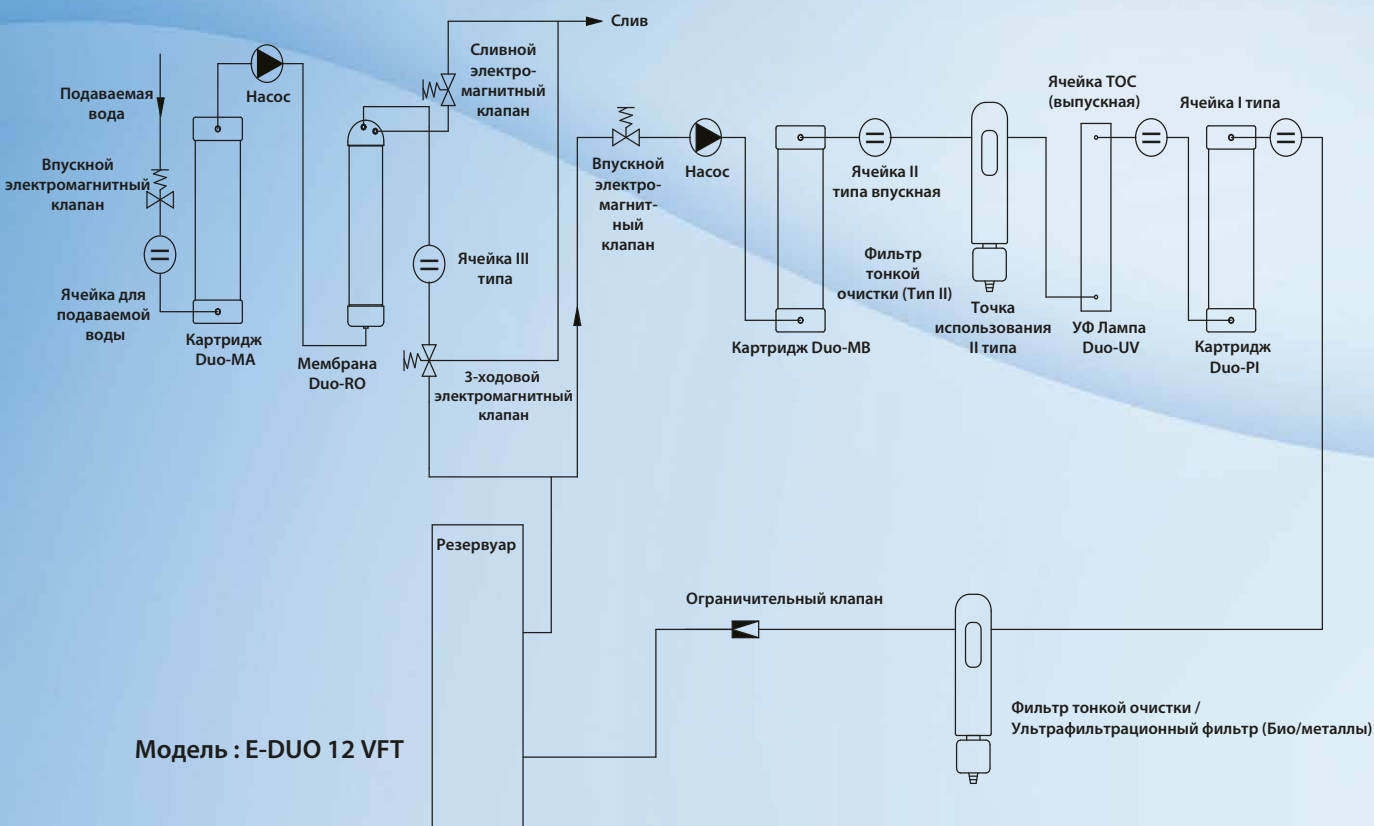 Слив
Сливной
электро-
магнитный
клапан
Подаваемая
вода
Насос
Впускной
электромагнитный
клапан
Ячейка для
подаваемой
воды
Картридж
Duo-MA
Мембрана
Duo-RO
Ячейка III
типа
3-ходовой
электромагнитный
клапан
Впускной
электро-
магнит-
ный
клапан
Насос
Картридж Duo-MB
Ячейка II
типа впускная
Фильтр
тонкой
очистки (Тип II)
Точка
использования
II типа
Ячейка TOC
(выпускная)
УФ Лампа
Duo-UV
Ячейка I типа
Картридж
Duo-PI
Резервуар
Ограничительный клапан
Фильтр тонкой очистки /
Ультрафильтрационный фильтр (Био/металлы)
Модель : E-DUO 12 VFT